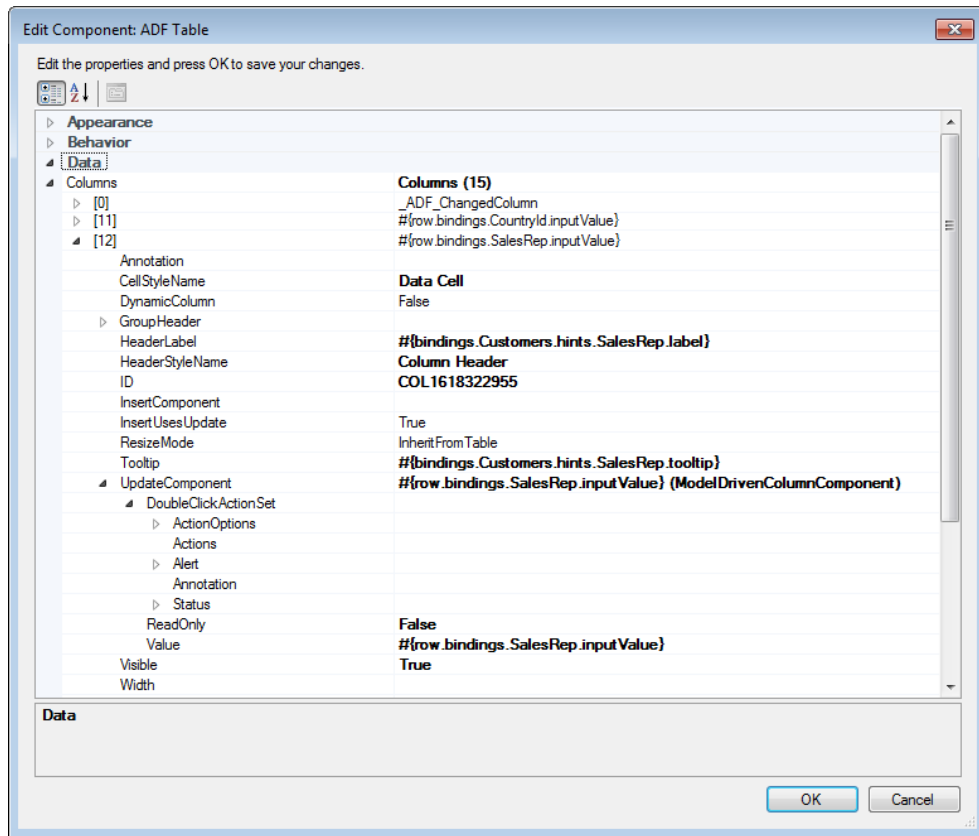 Edit Component: ADF Table
Edit the properties and press OK to save your changes.
Appearance
Behavior
Data
Columns Columns (15)
[0] _ADF_ChangedColumn
[11] #{row.bindings.CountryId.inputValue}
[12] #{row.bindings.SalesRep.inputValue}
Annotation
CellStyleName Data Cell
DynamicColumn False
GroupHeader
HeaderLabel #{bindings.Customers.hints.SalesRep.label}
HeaderStyleName Column Header
ID COL1618322955
InsertComponent
InsertUsesUpdate True
ResizeMode InheritFromTable
Tooltip #{bindings.Customers.hints.SalesRep.tooltip}
UpdateComponent #{row.bindings.SalesRep.inputValue} (ModelDrivenColumnComponent)
DoubleClickActionSet
ActionOptions
Actions
Alert
Annotation
Status
ReadOnly False
Value #{row.bindings.SalesRep.inputValue}
Visible True
Width
Data
OK Cancel